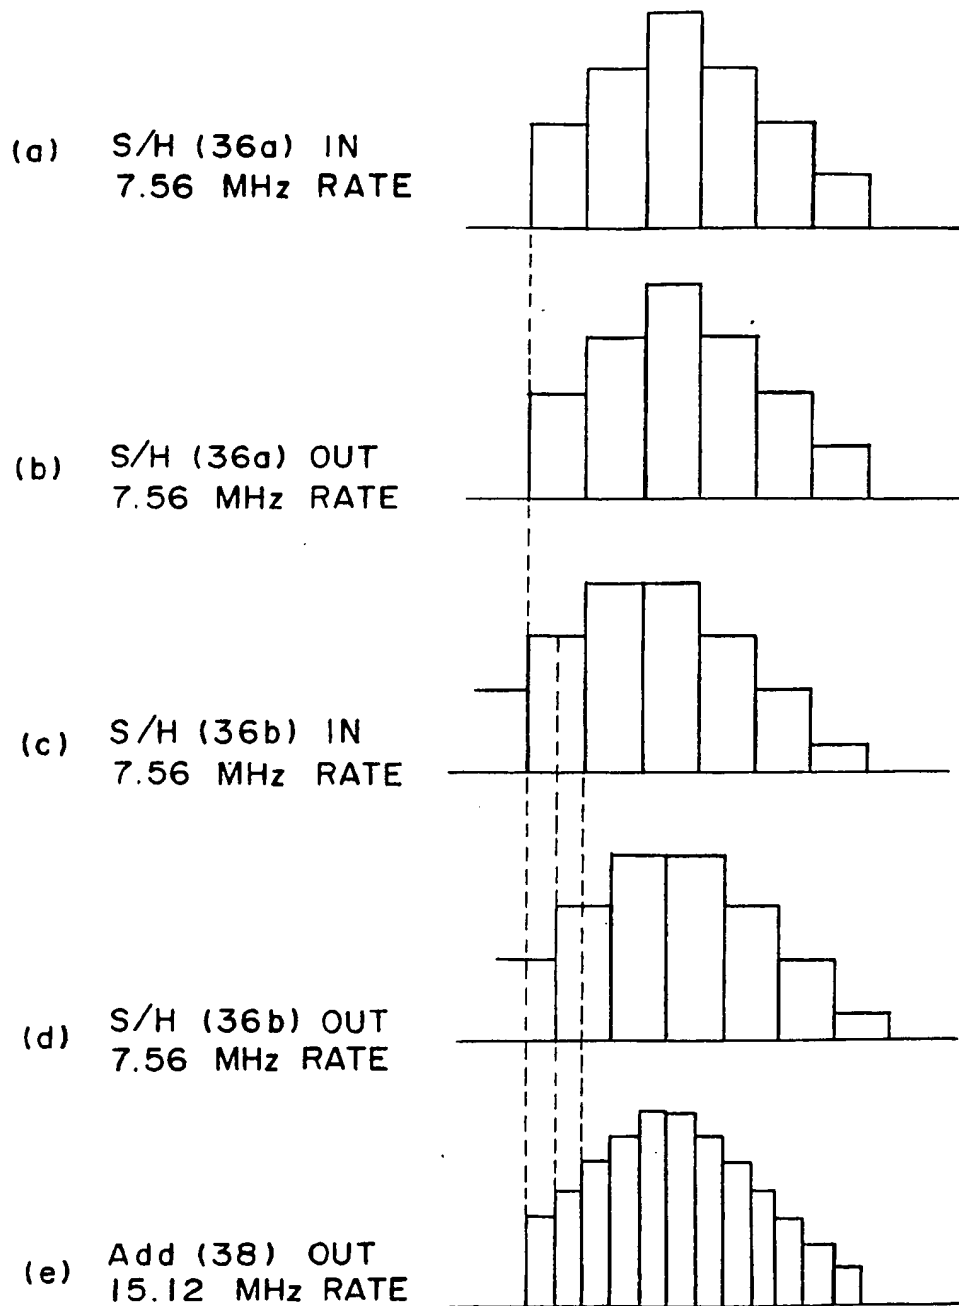 (a) S/H (36a) IN
7.56 MHz RATE
(b) S/H (36a) OUT
7.56 MHz RATE
(c) S/H (36b) IN
7.56 MHz RATE
(d) S/H (36b) OUT
7.56 MHz RATE
(e) Add (38) OUT
15.12 MHz RATE